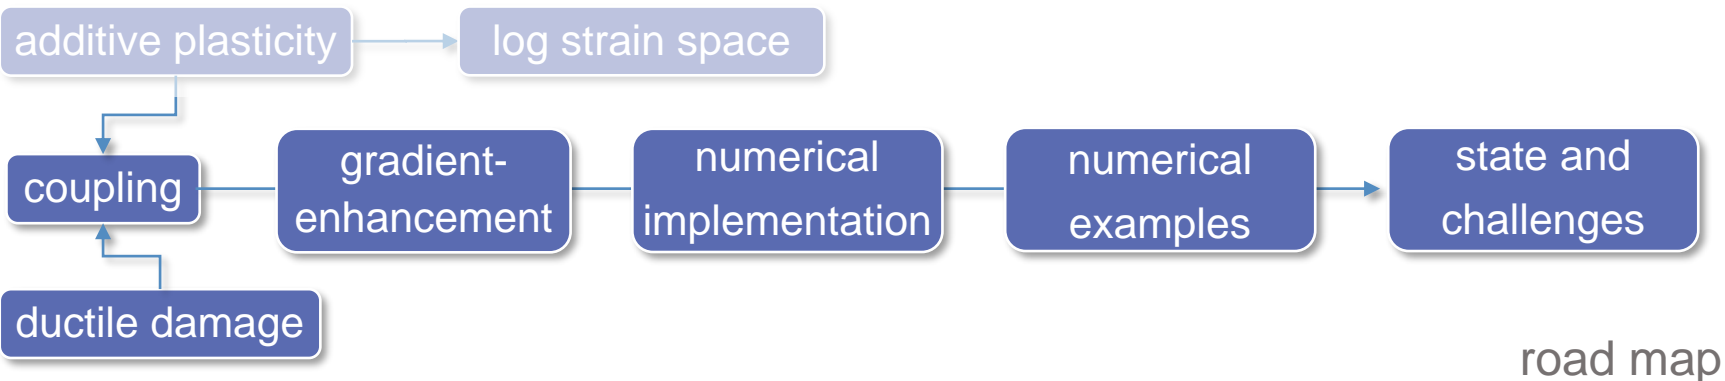 additive plasticity
log strain space
coupling
gradient-
enhancement
numerical
implementation
numerical
examples
state and
challenges
ductile damage
road map